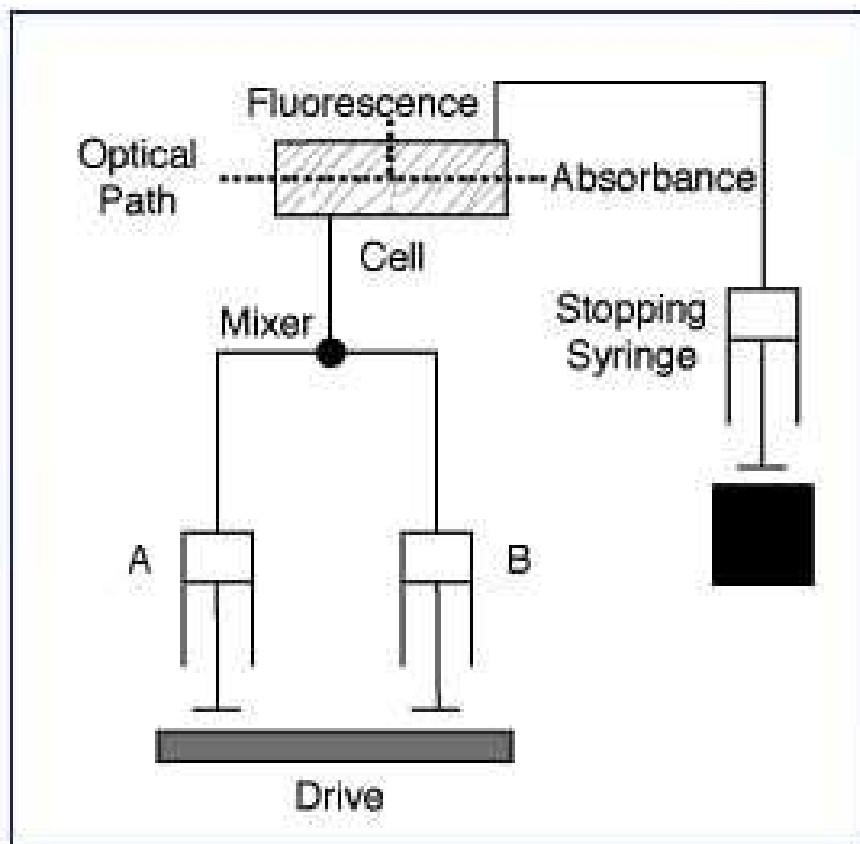 Fluorescence
Optical
Path
Absorbance
Cell
Mixer
Stopping
Syringe
A
B
Drive